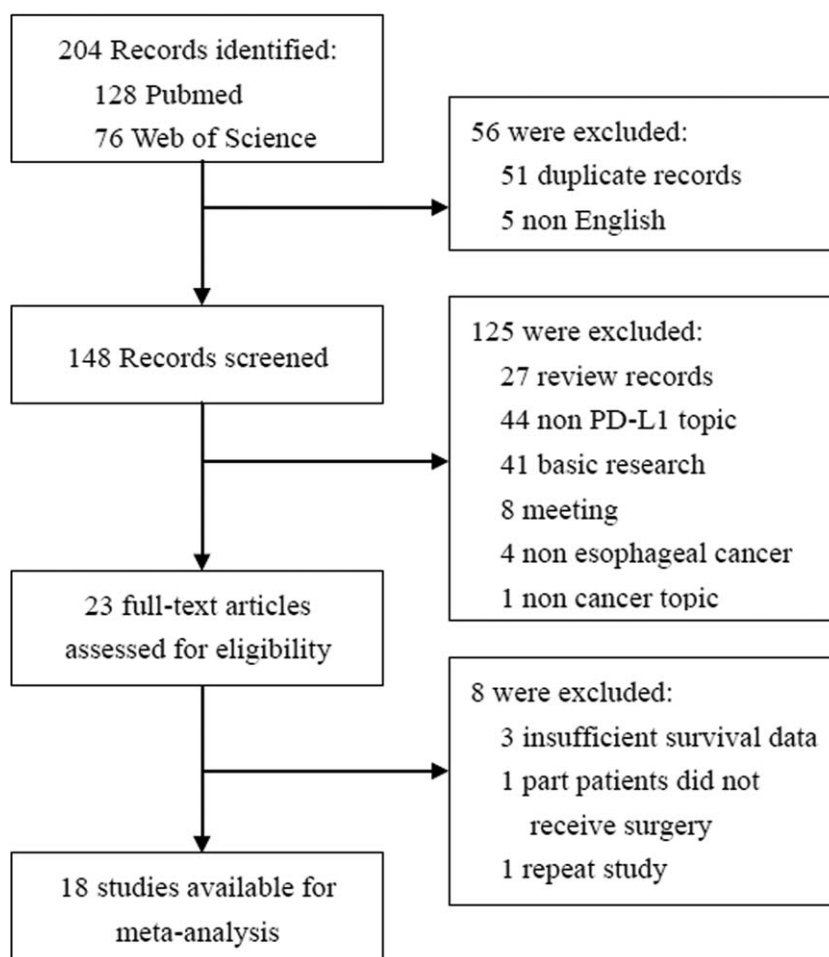 204 Records identified:
128 Pubmed
76 Web of Science
56 were excluded:
51 duplicate records
5 non English
148 Records screened
125 were excluded:
27 review records
44 non PD-L1 topic
41 basic research
8 meeting
4 non esophageal cancer
1 non cancer topic
23 full-text articles
assessed for eligibility
8 were excluded:
3 insufficient survival data
1 part patients did not
receive surgery
1 repeat study
18 studies available for
meta-analysis